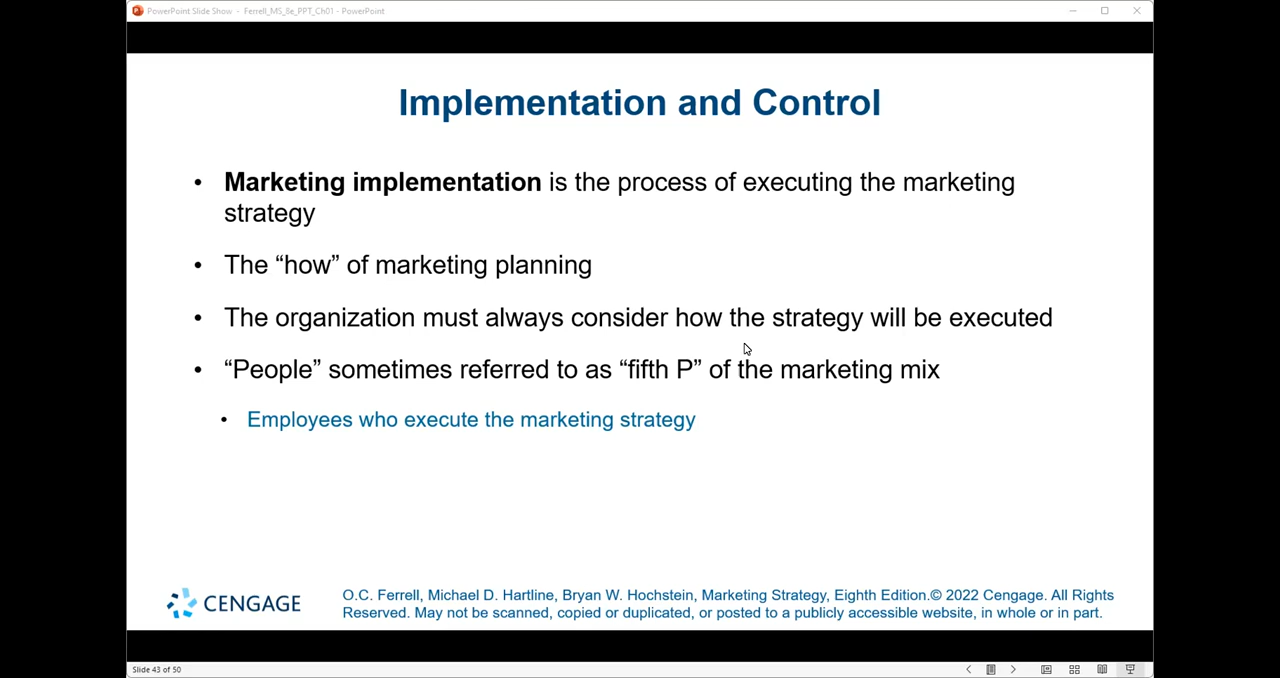 PowerPoint Slide Show - Ferrell_MS_8e_PPT_Ch01 - PowerPoint
Implementation and Control
• Marketing implementation is the process of executing the marketing
strategy
• The “how” of marketing planning
• The organization must always consider how the strategy will be executed
• “People” sometimes referred to as “fifth P” of the marketing mix
• Employees who execute the marketing strategy
CENGAGE
O.C. Ferrell, Michael D. Hartline, Bryan W. Hochstein, Marketing Strategy, Eighth Edition.© 2022 Cengage. All Rights
Reserved. May not be scanned, copied or duplicated, or posted to a publicly accessible website, in whole or in part.
Slide 43 of 50